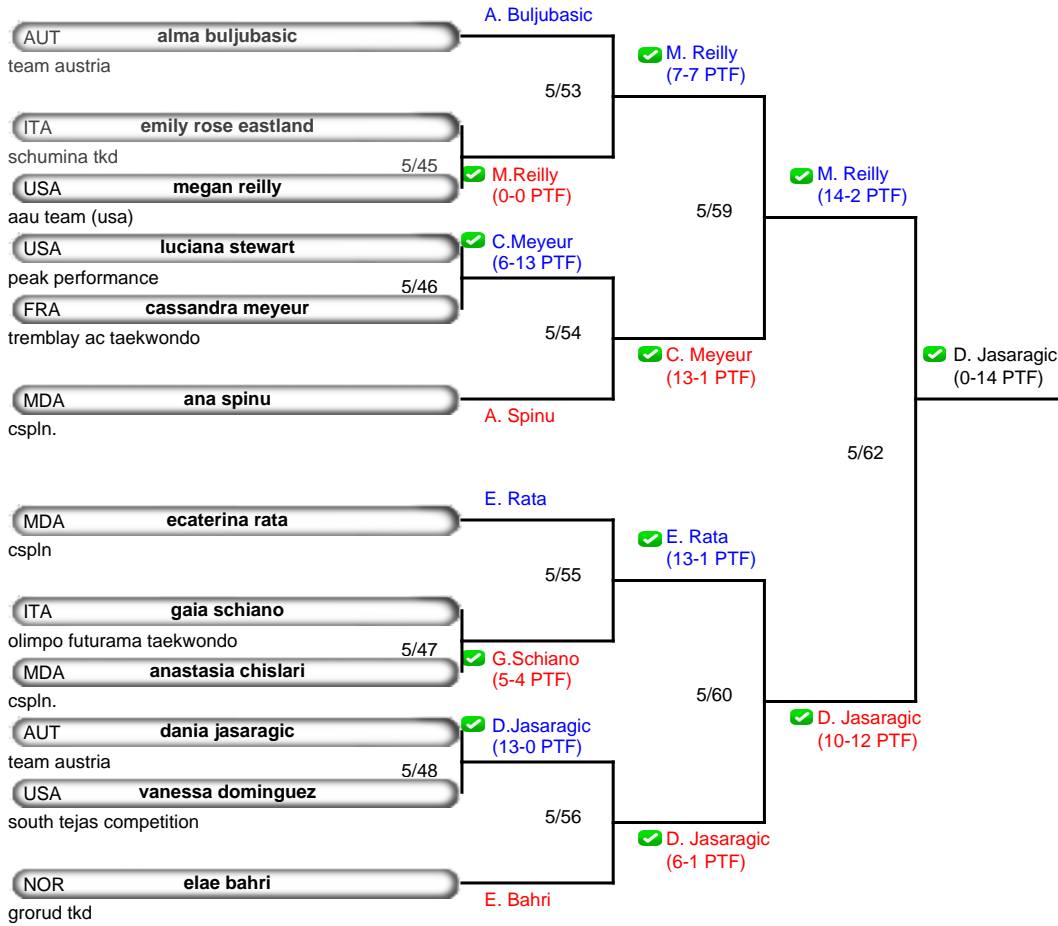 A. Buljubasic
AUT alma buljubasic
team austria
M. Reilly
(7-7 PTF)
5/53
ITA emily rose eastland
schumina tkd
5/45
USA megan reilly
aau team (usa)
M.Reilly
(0-0 PTF)
M. Reilly
(14-2 PTF)
5/59
USA luciana stewart
peak performance
C.Meyeur
(6-13 PTF)
5/46
FRA cassandra meyeur
tremblay ac taekwondo
5/54
C. Meyeur
(13-1 PTF)
D. Jasaragic
(0-14 PTF)
MDA ana spinu
cspln.
A. Spinu
5/62
E. Rata
MDA ecaterina rata
cspln
E. Rata
(13-1 PTF)
5/55
ITA gaia schiano
olimpo futurama taekwondo
5/47
MDA anastasia chislari
cspln.
G.Schiano
(5-4 PTF)
5/60
AUT dania jasaragic
team austria
D.Jasaragic
(13-0 PTF)
D. Jasaragic
(10-12 PTF)
5/48
USA vanessa dominguez
south tejas competition
5/56
D. Jasaragic
(6-1 PTF)
NOR elae bahri
grorud tkd
E. Bahri